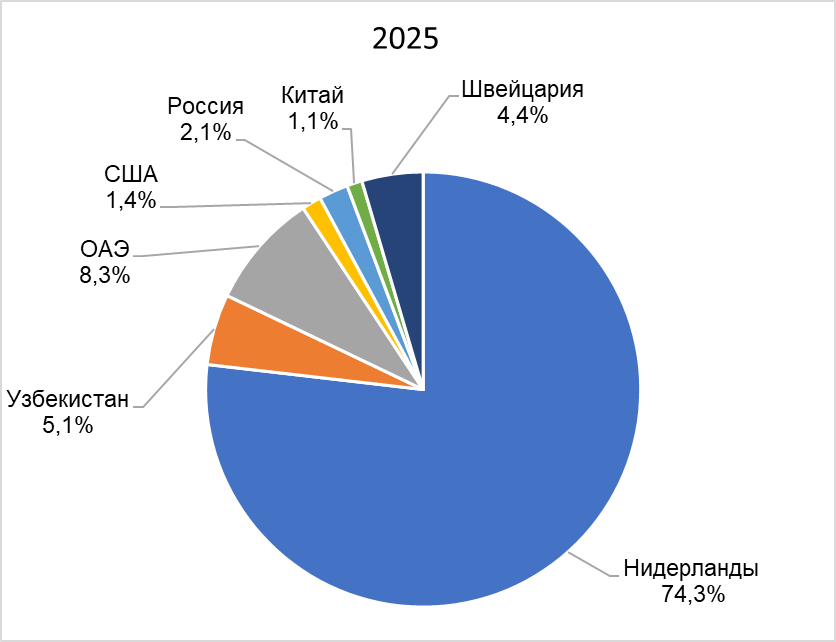 2025
Швейцария
4,4%
Китай
1,1%
Россия
2,1%
США
1,4%
ОАЭ
8,3%
Узбекистан
5,1%
Нидерланды
74,3%